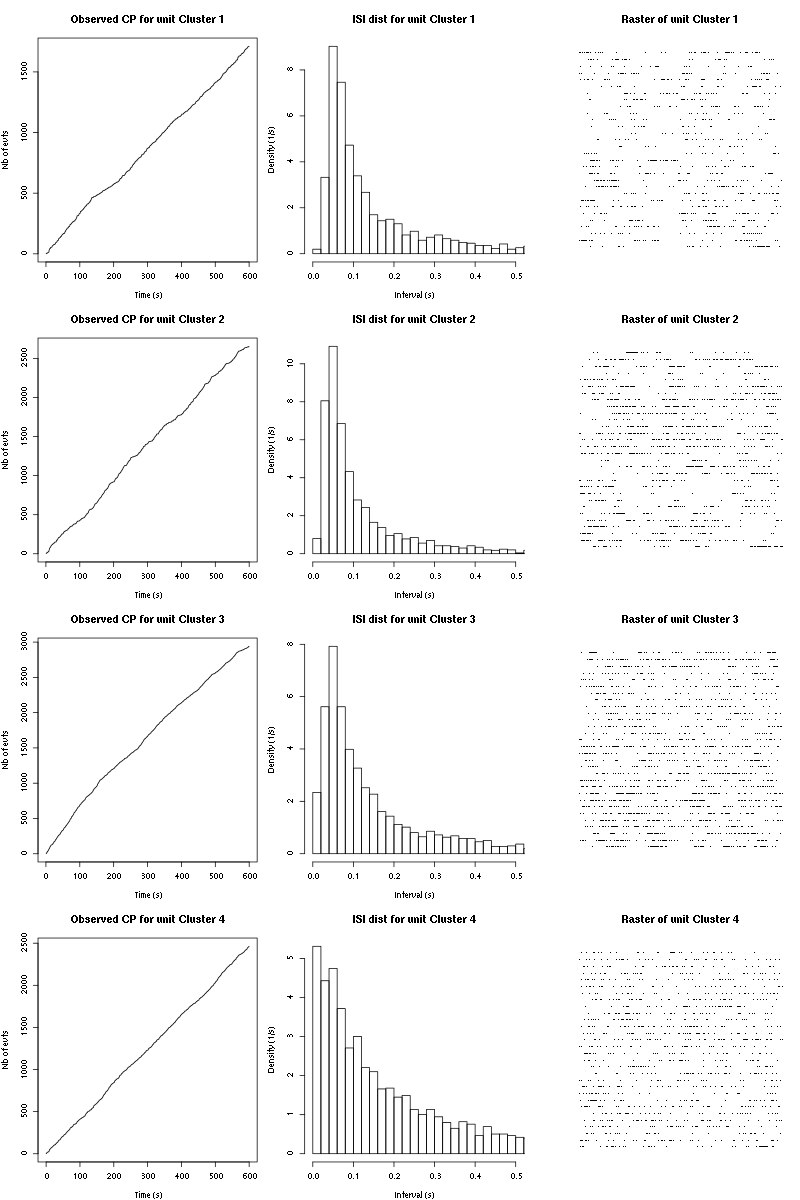 Observed CP for unit Cluster 1
ISI dist for unit Cluster 1
Raster of unit Cluster 1
Nb of evts
0
500
1000
1500
0 100 200 300 400 500 600
Time (s)
Density (1/s)
0
2
4
6
8
0.0 0.1 0.2 0.3 0.4 0.5
Interval (s)
Observed CP for unit Cluster 2
ISI dist for unit Cluster 2
Raster of unit Cluster 2
Nb of evts
0
500
1000
1500
2000
2500
0 100 200 300 400 500 600
Time (s)
Density (1/s)
0
2
4
6
8
10
0.0 0.1 0.2 0.3 0.4 0.5
Interval (s)
Observed CP for unit Cluster 3
ISI dist for unit Cluster 3
Raster of unit Cluster 3
Nb of evts
0
500
1000
1500
2000
2500
3000
0 100 200 300 400 500 600
Time (s)
Density (1/s)
0
2
4
6
8
0.0 0.1 0.2 0.3 0.4 0.5
Interval (s)
Observed CP for unit Cluster 4
ISI dist for unit Cluster 4
Raster of unit Cluster 4
Nb of evts
0
500
1000
1500
2000
2500
0 100 200 300 400 500 600
Time (s)
Density (1/s)
0
1
2
3
4
5
0.0 0.1 0.2 0.3 0.4 0.5
Interval (s)